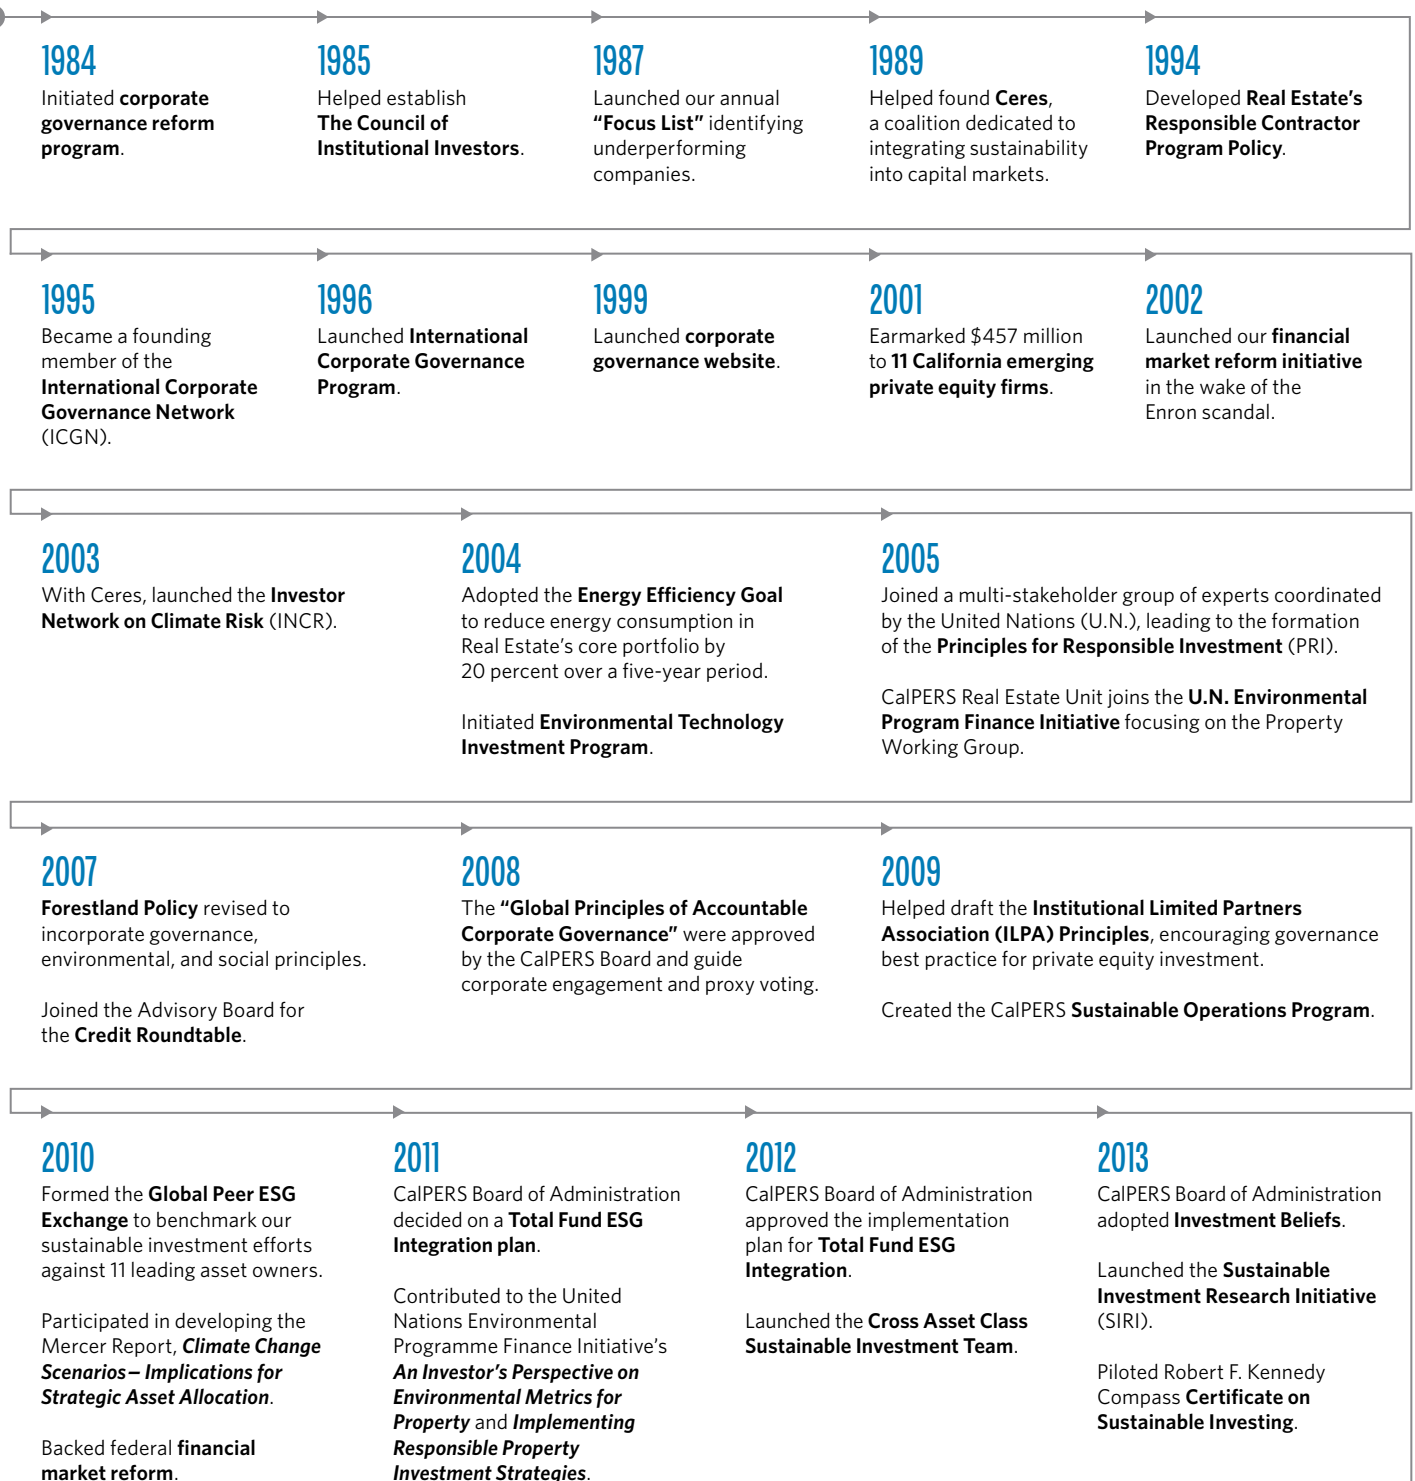 1984
Initiated corporate
governance reform
program.
1985
Helped establish
The Council of
Institutional Investors.
1987
Launched our annual
“Focus List” identifying
underperforming
companies.
1989
Helped found Ceres,
a coalition dedicated to
integrating sustainability
into capital markets.
1994
Developed Real Estate’s
Responsible Contractor
Program Policy.
1995
Became a founding
member of the
International Corporate
Governance Network
(ICGN).
1996
Launched International
Corporate Governance
Program.
1999
Launched corporate
governance website.
2001
Earmarked $457 million
to 11 California emerging
private equity firms.
2002
Launched our financial
market reform initiative
in the wake of the
Enron scandal.
2003
With Ceres, launched the Investor
Network on Climate Risk (INCR).
2004
Adopted the Energy Efficiency Goal
to reduce energy consumption in
Real Estate’s core portfolio by
20 percent over a five-year period.
Initiated Environmental Technology
Investment Program.
2005
Joined a multi-stakeholder group of experts coordinated
by the United Nations (U.N.), leading to the formation
of the Principles for Responsible Investment (PRI).
CalPERS Real Estate Unit joins the U.N. Environmental
Program Finance Initiative focusing on the Property
Working Group.
2007
Forestland Policy revised to
incorporate governance,
environmental, and social principles.
Joined the Advisory Board for
the Credit Roundtable.
2008
The “Global Principles of Accountable
Corporate Governance” were approved
by the CalPERS Board and guide
corporate engagement and proxy voting.
2009
Helped draft the Institutional Limited Partners
Association (ILPA) Principles, encouraging governance
best practice for private equity investment.
Created the CalPERS Sustainable Operations Program.
2010
Formed the Global Peer ESG
Exchange to benchmark our
sustainable investment efforts
against 11 leading asset owners.
Participated in developing the
Mercer Report, Climate Change
Scenarios – Implications for
Strategic Asset Allocation.
Backed federal financial
market reform.
2011
CalPERS Board of Administration
decided on a Total Fund ESG
Integration plan.
Contributed to the United
Nations Environmental
Programme Finance Initiative’s
An Investor’s Perspective on
Environmental Metrics for
Property and Implementing
Responsible Property
Investment Strategies.
2012
CalPERS Board of Administration
approved the implementation
plan for Total Fund ESG
Integration.
Launched the Cross Asset Class
Sustainable Investment Team.
2013
CalPERS Board of Administration
adopted Investment Beliefs.
Launched the Sustainable
Investment Research Initiative
(SIRI).
Piloted Robert F. Kennedy
Compass Certificate on
Sustainable Investing.